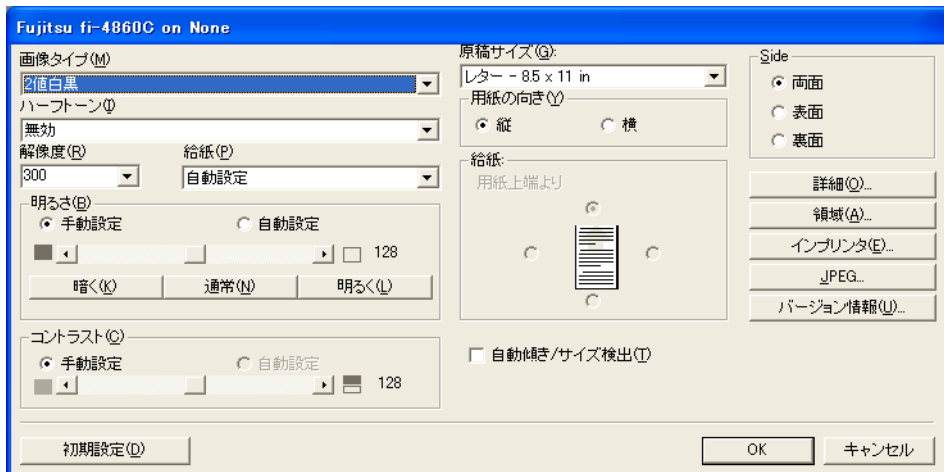 Fujitsu fi-4860C on None
画像タイプ(M)
2値白黒
ハーフトーン(I)
無効
解像度(R)
300
給紙(P)
自動設定
明るさ(B)
手動設定
自動設定
128
暗く(K)
通常(N)
明るく(L)
コントラスト(C)
手動設定
自動設定
128
原稿サイズ(G):
レター - 8.5 x 11 in
用紙の向き(Y)
縦
横
給紙:
用紙上端より
自動傾き/サイズ検出(T)
Side
両面
表面
裏面
詳細(O)...
領域(A)...
インプリンタ(E)...
JPEG...
バージョン情報(U)...
初期設定(D)
OK
キャンセル